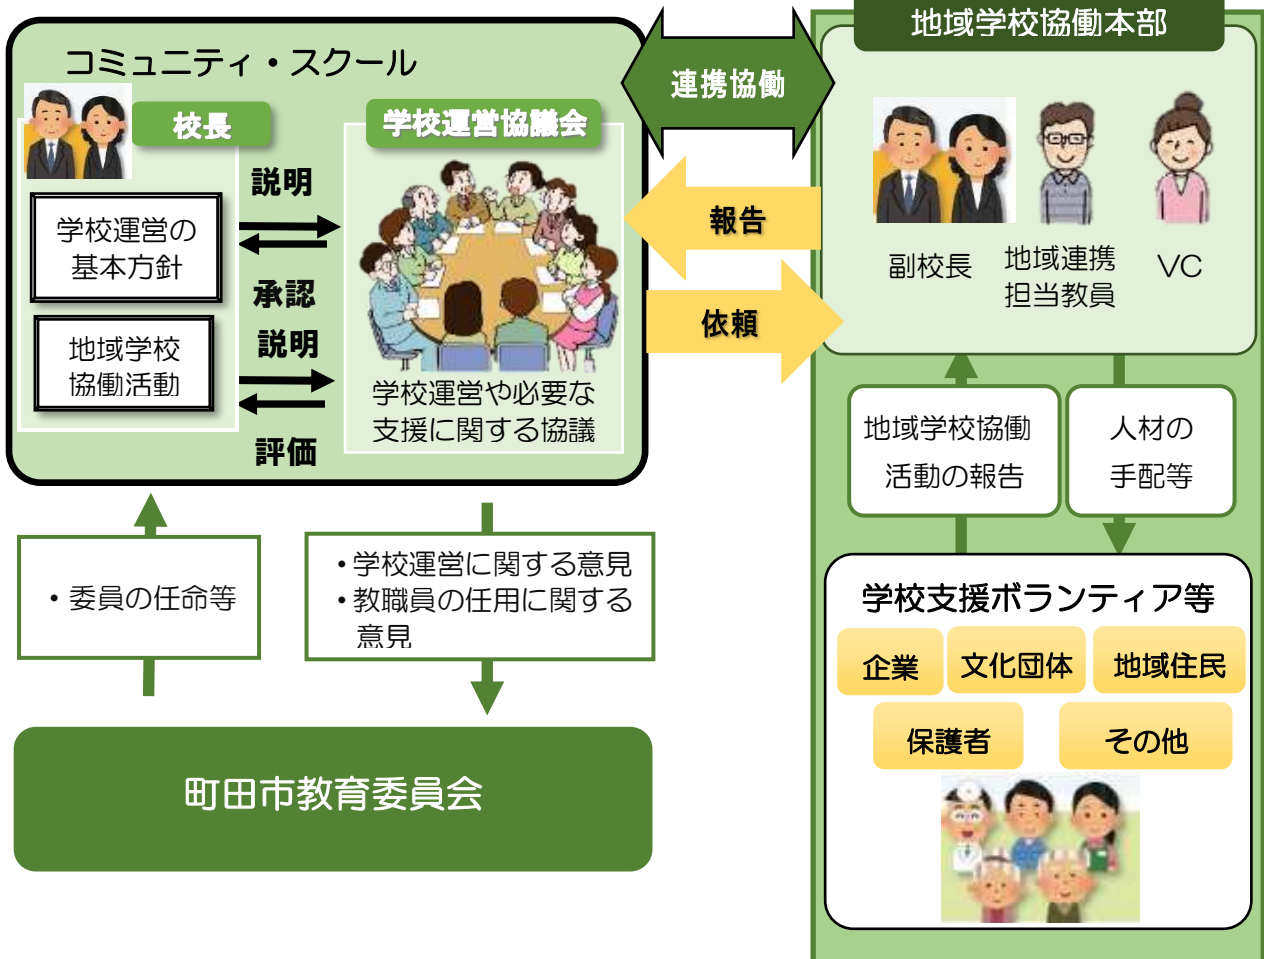 コミュニティ・スクール
校長
学校運営協議会
説明
学校運営の
基本方針
承認
説明
地域学校
協働活動
評価
学校運営や必要な
支援に関する協議
連携協働
報告
依頼
地域学校協働本部
副校長
地域連携
担当教員
VC
地域学校協働
活動の報告
人材の
手配等
学校支援ボランティア等
企業
文化団体
地域住民
保護者
その他
・委員の任命等
・学校運営に関する意見
・教職員の任用に関する
意見
町田市教育委員会